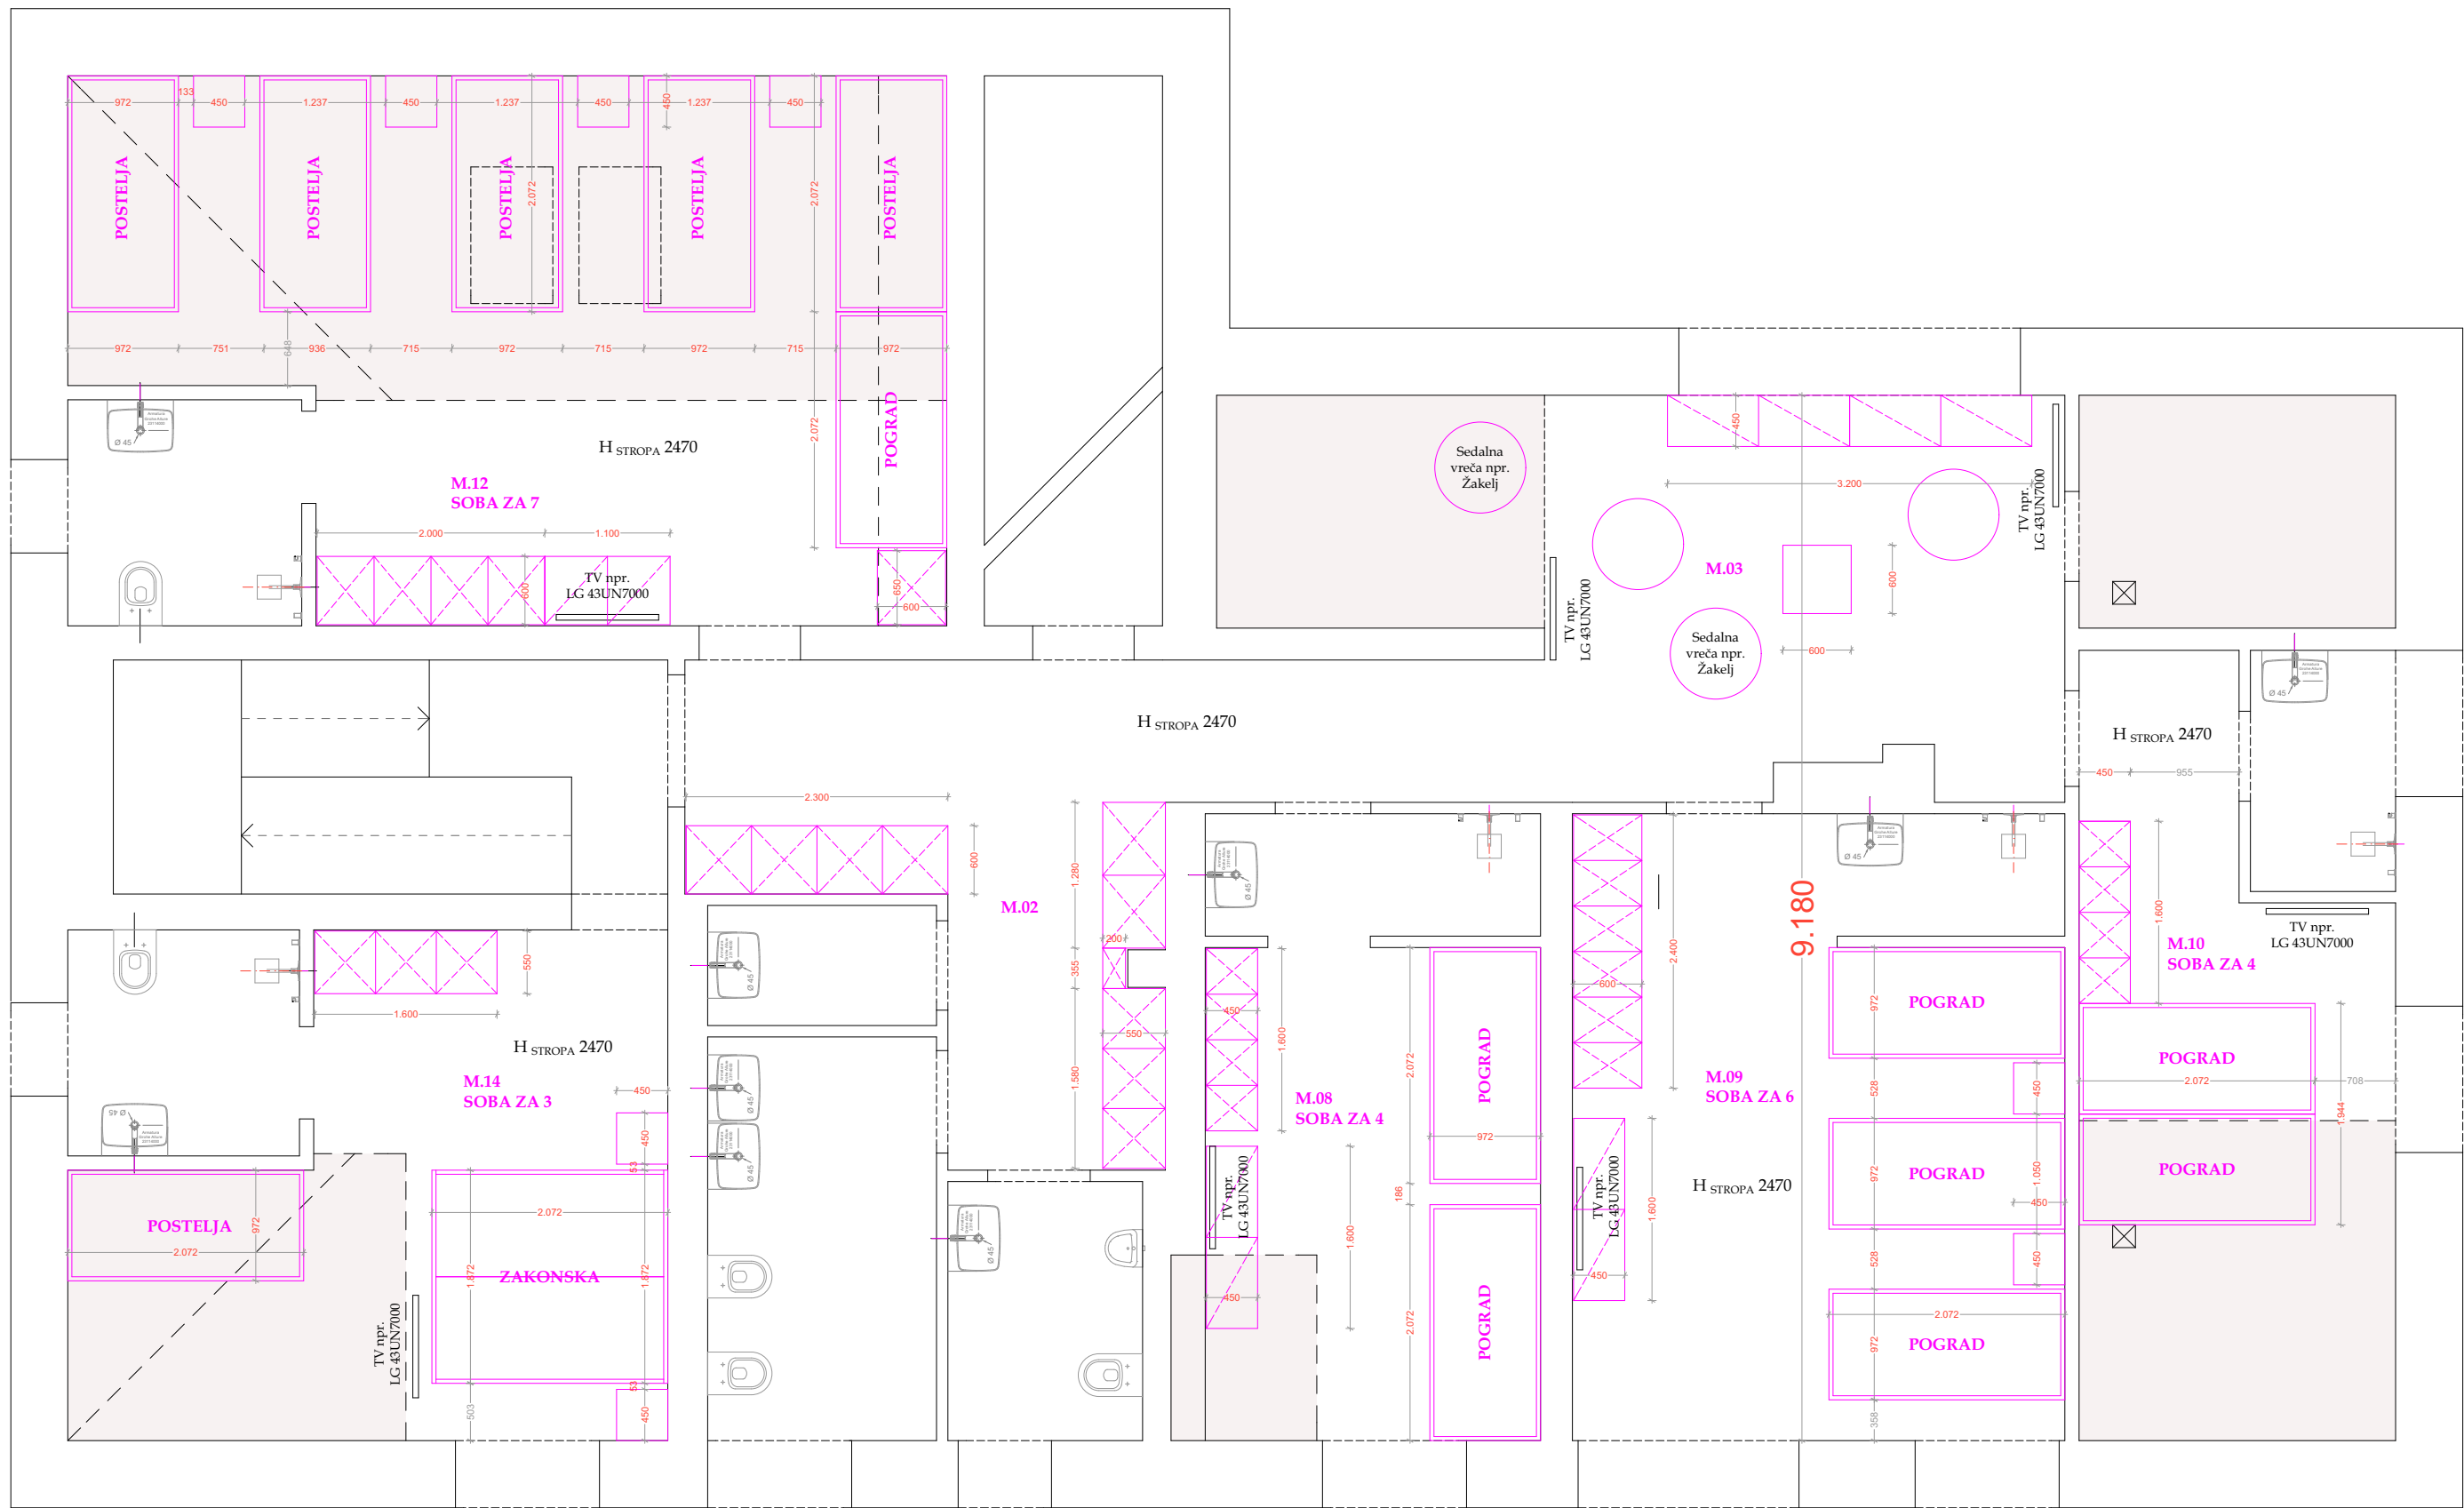 972
133
450
1.237
450
1.237
450
1.237
450
450
2.072
2.072
POSTELJA
POSTELJA
POSTELJA
POSTELJA
POSTELJA
972
751
936
715
972
715
972
715
972
648
2.072
POGRAD
Ø 45
H STROPA 2470
M.12
SOBA ZA 7
2.000
1.100
600
TV npr.
LG 43UN7000
650
600
Sedalna
vreča npr.
Žakelj
450
3.200
TV npr.
LG 43UN7000
M.03
600
600
TV npr.
LG 43UN7000
Sedalna
vreča npr.
Žakelj
H STROPA 2470
9.180
H STROPA 2470
Ø 45
450
955
1.600
M.10
SOBA ZA 4
TV npr.
LG 43UN7000
POGRAD
2.072
708
1.944
POGRAD
2.300
600
M.02
1.280
200
355
550
1.580
Ø 45
Ø 45
Ø 45
Ø 45
550
1.600
H STROPA 2470
M.14
SOBA ZA 3
450
450
53
Ø 45
POSTELJA
2.072
972
2.072
ZAKONSKA
1.872
1.872
503
53
450
TV npr.
LG 43UN7000
Ø 45
450
1.600
M.08
SOBA ZA 4
2.072
POGRAD
972
186
TV npr.
LG 43UN7000
450
1.600
2.072
POGRAD
2.400
600
Ø 45
M.09
SOBA ZA 6
H STROPA 2470
TV npr.
LG 43UN7000
450
1.600
972
POGRAD
528
450
972
POGRAD
1.050
450
528
450
2.072
972
POGRAD
358